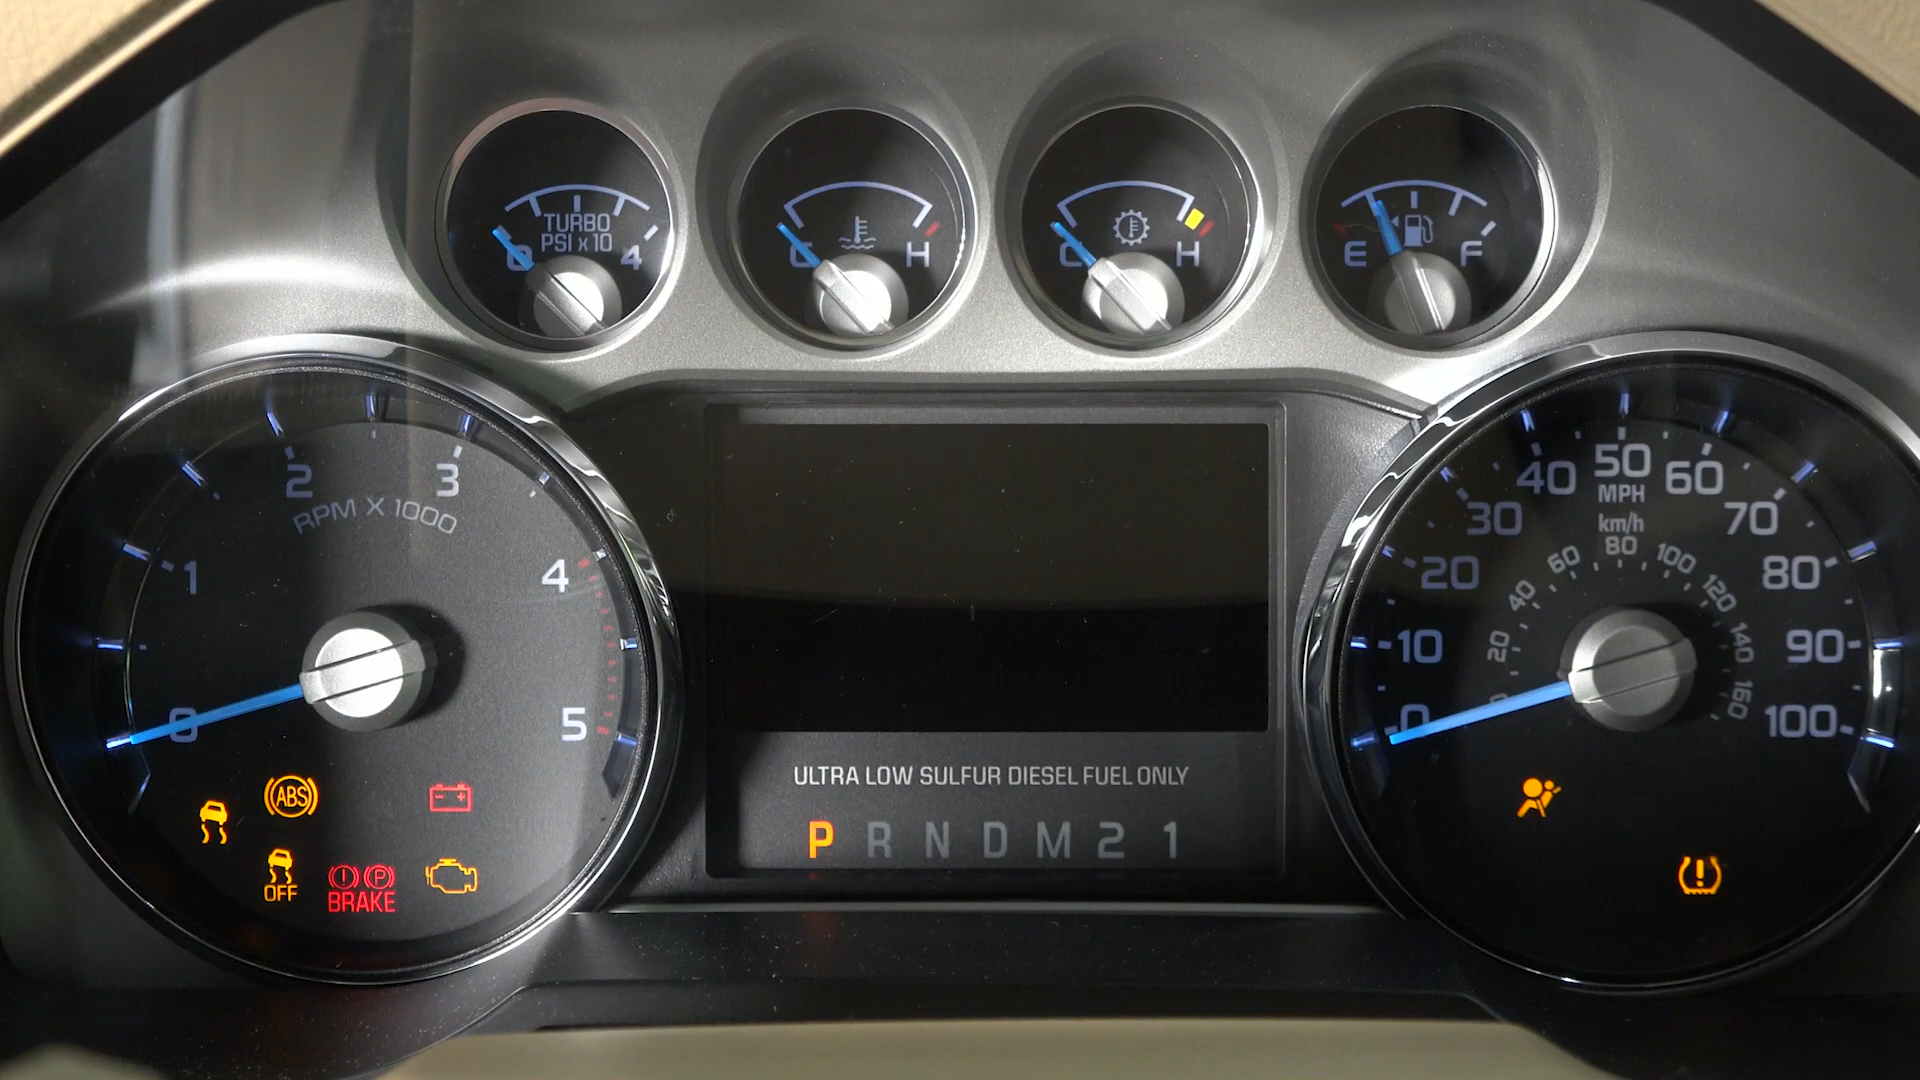 TURBO
PSI x 10
0 4
C H
C H
E F
0 1 2 3 4 5
RPM X 1000
ABS
OFF
BRAKE
P
ULTRA LOW SULFUR DIESEL FUEL ONLY
P R N D M 2 1
0 10 20 30 40 50 60 70 80 90 100
MPH
km/h
0 20 40 60 80 100 120 140 160